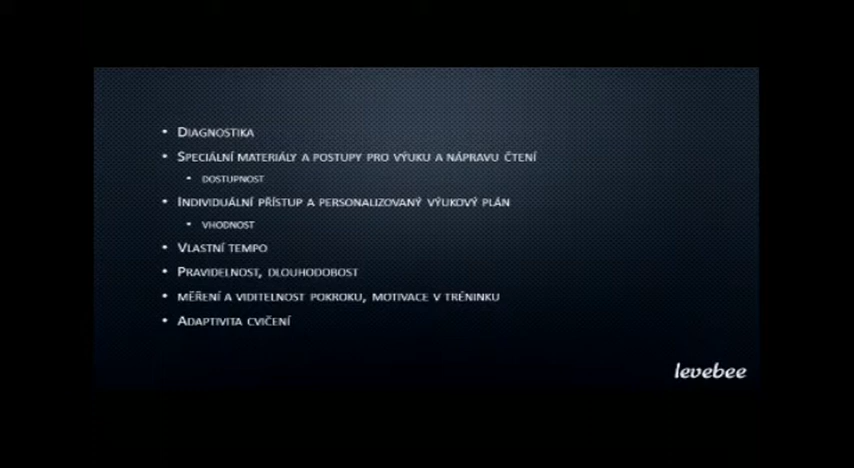 • Diagnostika
• Speciální materiály a postupy pro výuku a nápravu čtení
• dostupnost
• Individuální přístup a personalizovaný výukový plán
• vhodnost
• Vlastní tempo
• Pravidelnost, dlouhodobost
• měření a viditelnost pokroku, motivace v tréninku
• Adaptivita cvičení
levebee